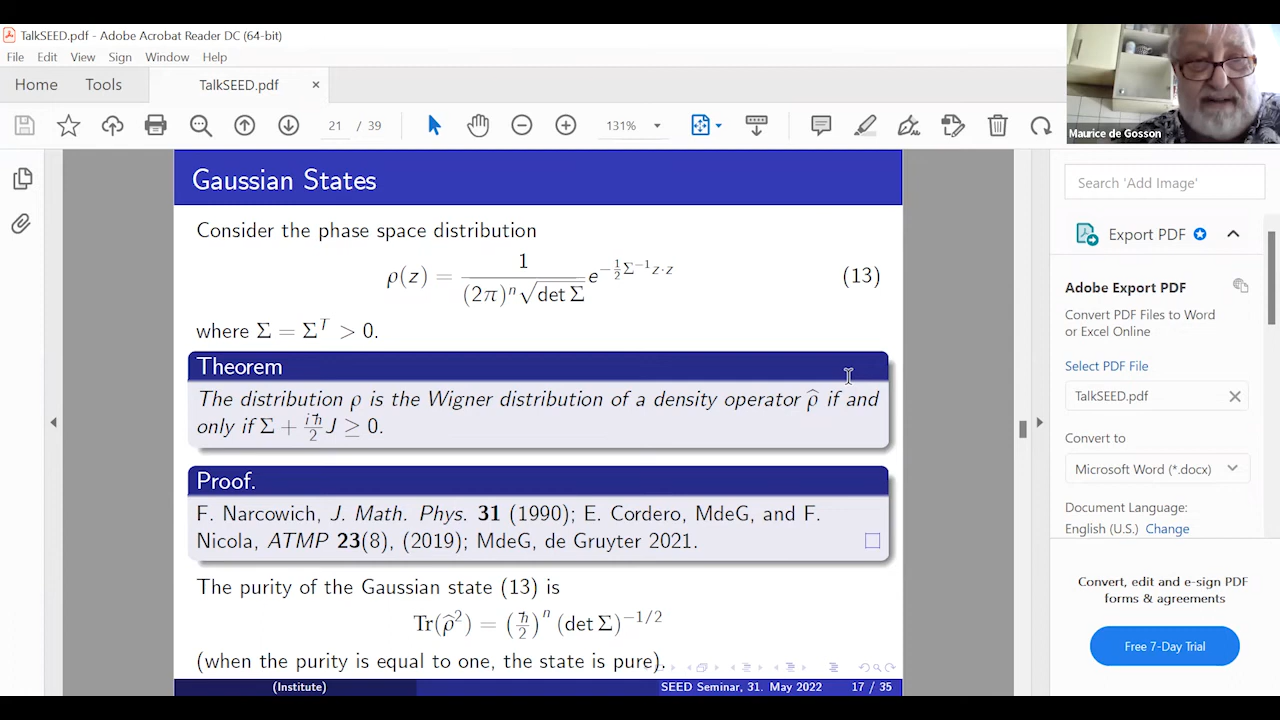 TalkSEED.pdf - Adobe Acrobat Reader DC (64-bit)
File Edit View Sign Window Help
Home Tools TalkSEED.pdf ×
21 / 39 131%
Maurice de Gosson
Gaussian States
Consider the phase space distribution
ρ(z) = 1 / ((2π)ⁿ √det Σ) e^(−½ Σ⁻¹z·z) (13)
where Σ = Σᵀ > 0.
Theorem
The distribution ρ is the Wigner distribution of a density operator ρ̂ if and
only if Σ + iħ/2 J ≥ 0.
Proof.
F. Narcowich, J. Math. Phys. 31 (1990); E. Cordero, MdeG, and F.
Nicola, ATMP 23(8), (2019); MdeG, de Gruyter 2021. □
The purity of the Gaussian state (13) is
Tr(ρ̂²) = (ħ/2)ⁿ (det Σ)^(−1/2)
(when the purity is equal to one, the state is pure).
(Institute) SEED Seminar, 31. May 2022 17 / 35
Search 'Add Image'
Export PDF
Adobe Export PDF
Convert PDF Files to Word
or Excel Online
Select PDF File
TalkSEED.pdf ×
Convert to
Microsoft Word (*.docx)
Document Language:
English (U.S.) Change
Convert, edit and e-sign PDF
forms & agreements
Free 7-Day Trial